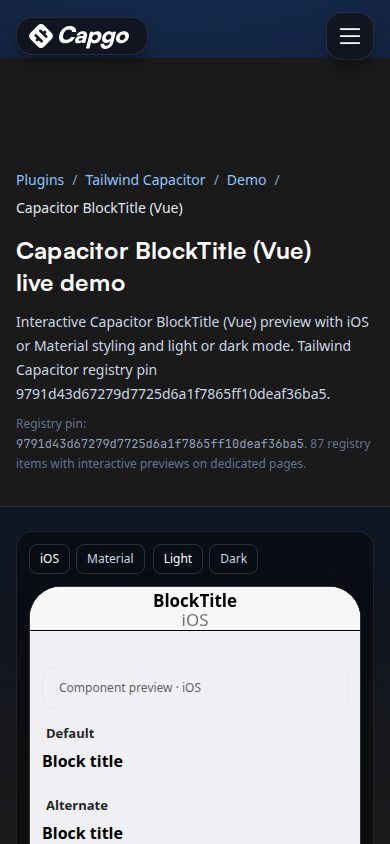 Capgo
Plugins / Tailwind Capacitor / Demo /
Capacitor BlockTitle (Vue)
Capacitor BlockTitle (Vue)
live demo
Interactive Capacitor BlockTitle (Vue) preview with iOS
or Material styling and light or dark mode. Tailwind
Capacitor registry pin
9791d43d67279d7725d6a1f7865ff10deaf36ba5.
Registry pin:
9791d43d67279d7725d6a1f7865ff10deaf36ba5. 87 registry
items with interactive previews on dedicated pages.
iOS Material Light Dark
BlockTitle
iOS
Component preview · iOS
Default
Block title
Alternate
Block title